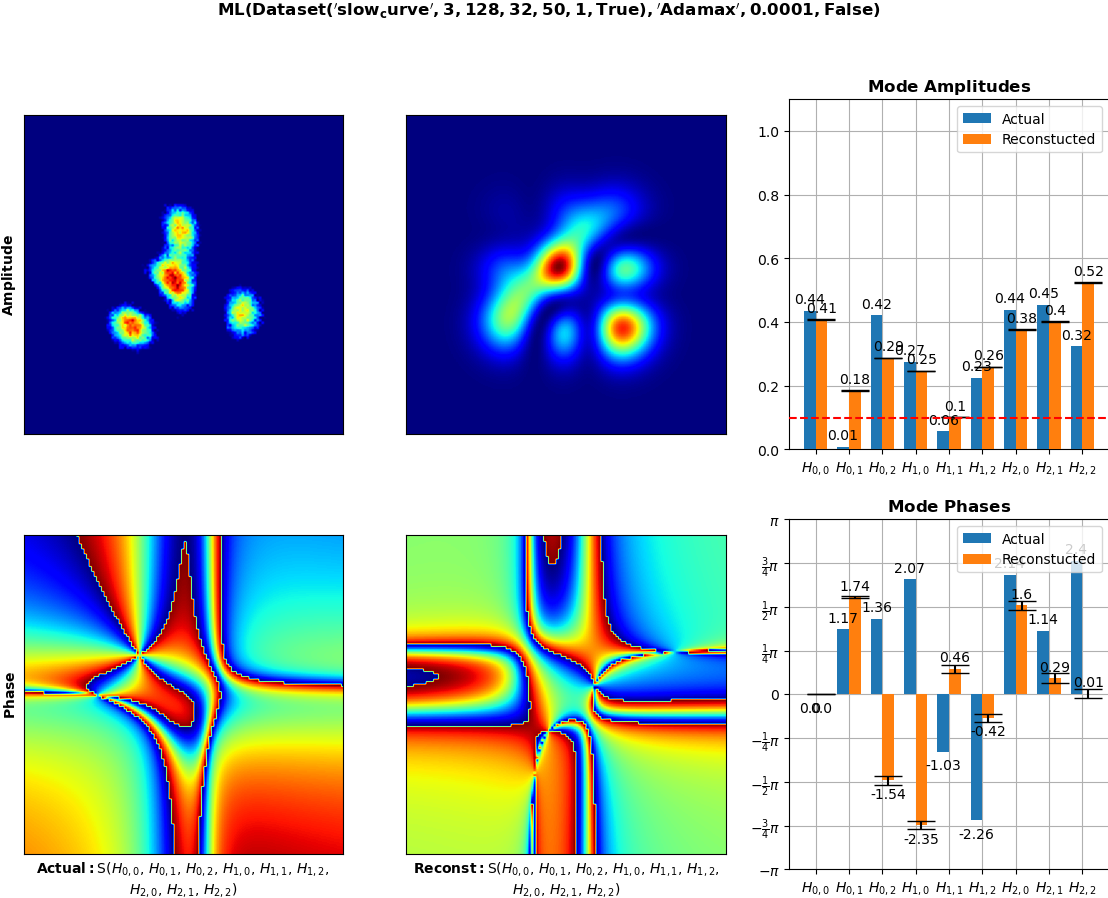 ML(Dataset('slow_curve', 3, 128, 32, 50, 1, True), 'Adamax', 0.0001, False)
Amplitude
Mode Amplitudes
Actual
Reconstucted
1.0
0.8
0.6
0.4
0.2
0.0
0.44
0.41
0.01
0.18
0.42
0.29
0.27
0.25
0.06
0.1
0.23
0.26
0.44
0.38
0.45
0.4
0.32
0.52
H0,0 H0,1 H0,2 H1,0 H1,1 H1,2 H2,0 H2,1 H2,2
Phase
Actual: S(H0,0, H0,1, H0,2, H1,0, H1,1, H1,2,
H2,0, H2,1, H2,2)
Reconst: S(H0,0, H0,1, H0,2, H1,0, H1,1, H1,2,
H2,0, H2,1, H2,2)
Mode Phases
Actual
Reconstucted
π
3/4π
1/2π
1/4π
0
−1/4π
−1/2π
−3/4π
−π
0.0
0.0
1.17
1.74
1.36
-1.54
2.07
-2.35
-1.03
0.46
-2.26
-0.42
1.6
1.14
0.29
2.4
0.01
H0,0 H0,1 H0,2 H1,0 H1,1 H1,2 H2,0 H2,1 H2,2